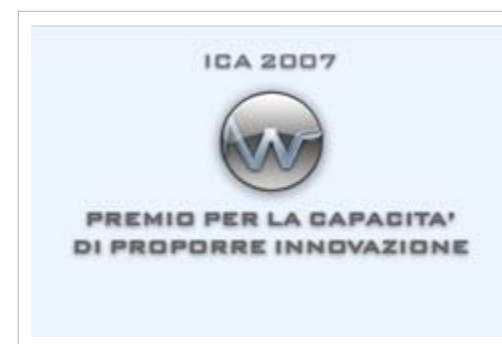 ICA 2007
PREMIO PER LA CAPACITA'
DI PROPORRE INNOVAZIONE